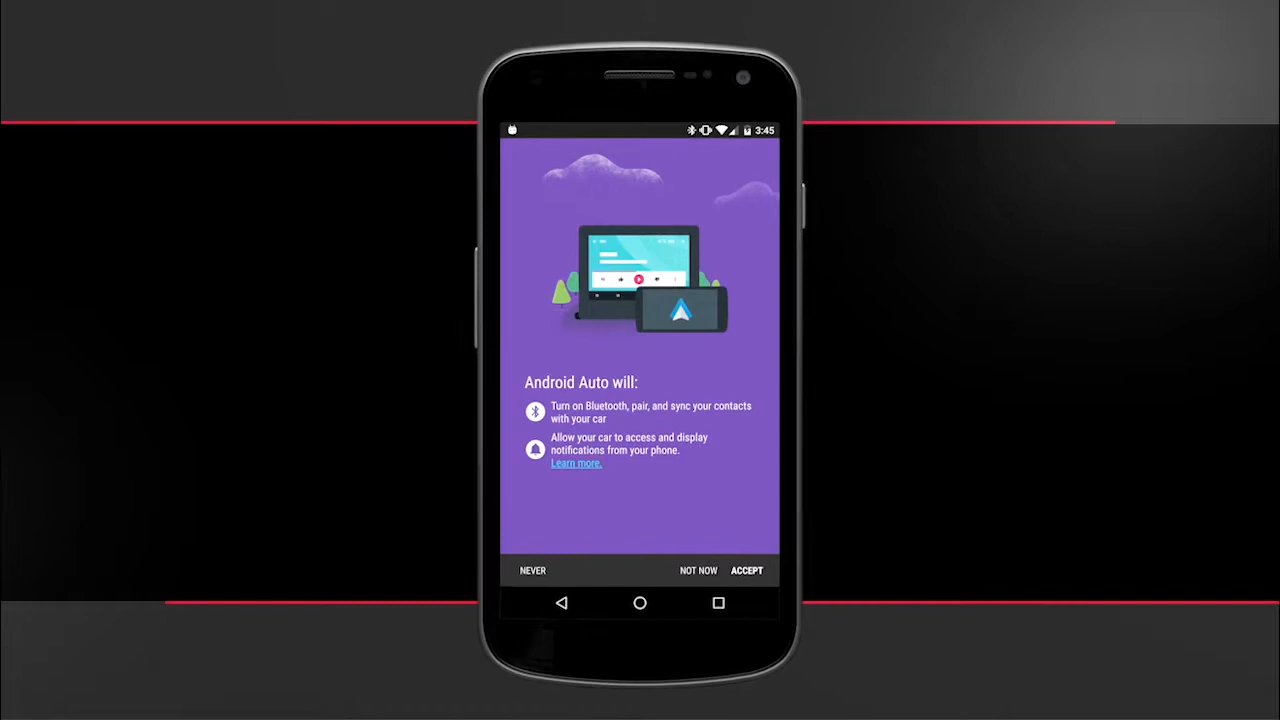 3:45
Android Auto will:
Turn on Bluetooth, pair, and sync your contacts
with your car
Allow your car to access and display
notifications from your phone.
Learn more.
NEVER NOT NOW ACCEPT